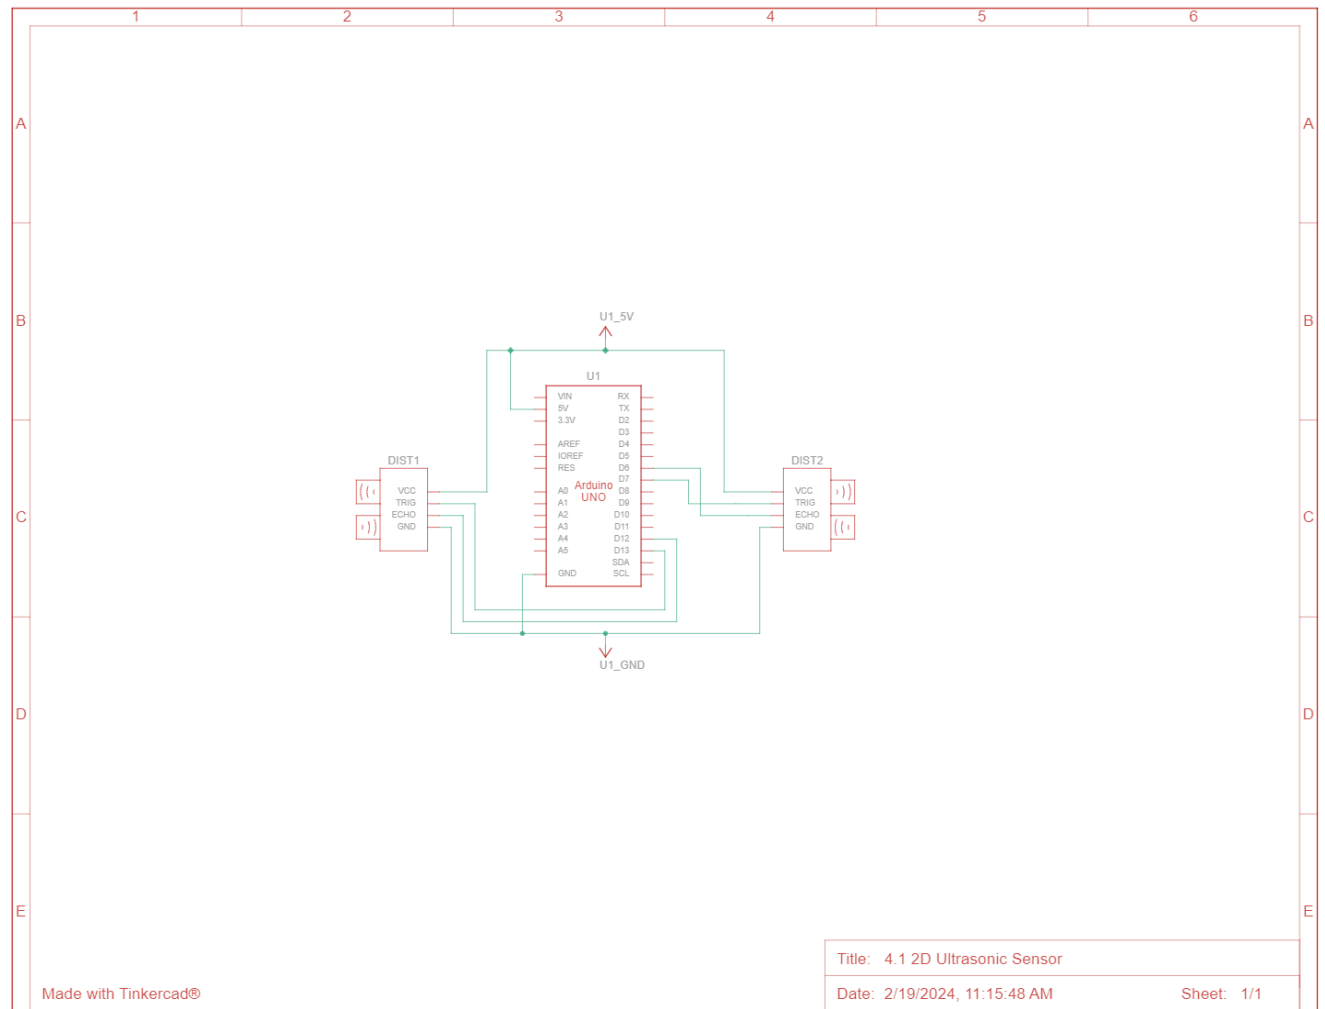 1 2 3 4 5 6
A A
U1_5V
B B
U1
VIN RX
5V TX
3.3V D2
D3
AREF D4
IOREF D5
RES D6
D7
A0 D8
A1 D9
A2 D10
A3 D11
A4 D12
A5 D13
SDA
GND SCL
Arduino
UNO
DIST1
VCC
TRIG
ECHO
GND
DIST2
VCC
TRIG
ECHO
GND
C C
U1_GND
D D
E E
Title: 4.1 2D Ultrasonic Sensor
Made with Tinkercad®
Date: 2/19/2024, 11:15:48 AM Sheet: 1/1